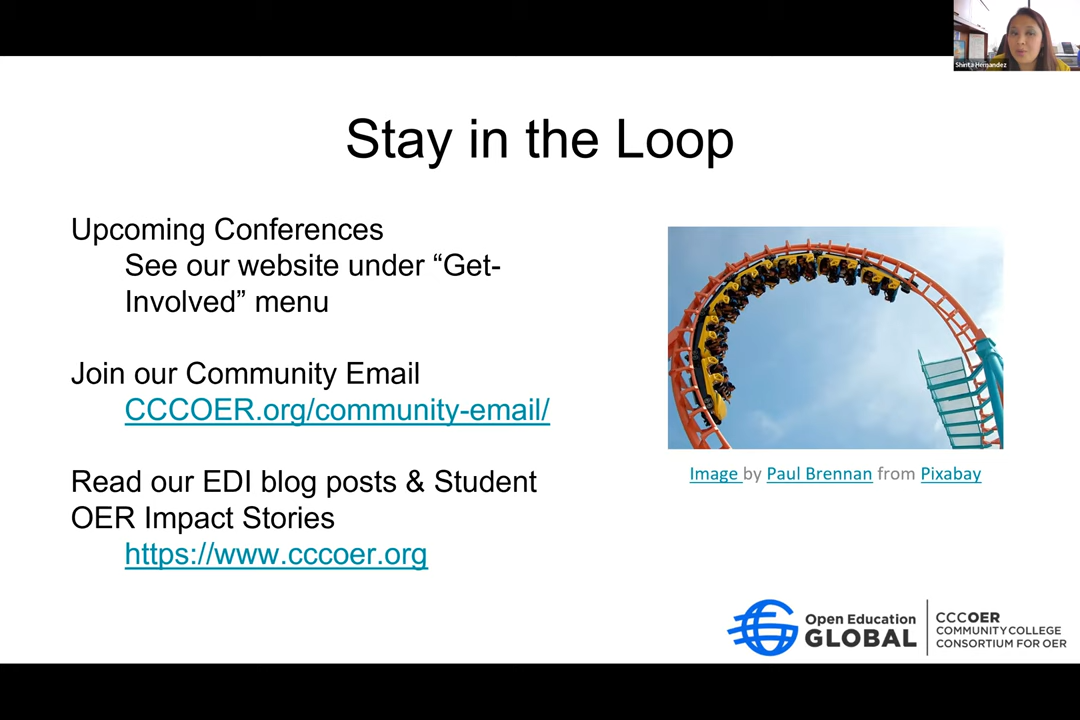 Shinta Hernandez
Stay in the Loop
Upcoming Conferences
See our website under “Get-
Involved” menu
Join our Community Email
CCCOER.org/community-email/
Read our EDI blog posts & Student
OER Impact Stories
https://www.cccoer.org
Image by Paul Brennan from Pixabay
Open Education
GLOBAL
CCCOER
COMMUNITY COLLEGE
CONSORTIUM FOR OER